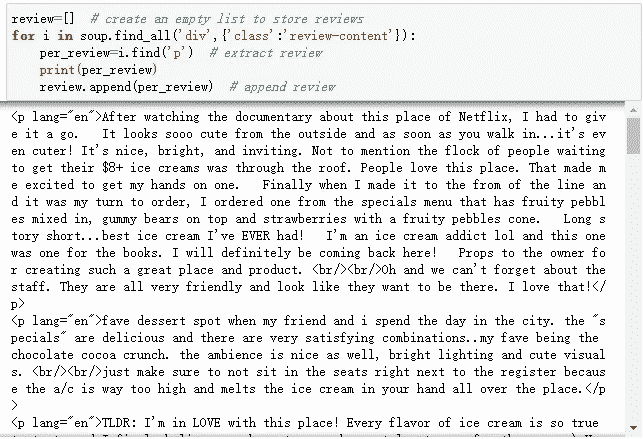 review=[]  # create an empty list to store reviews
for i in soup.find_all('div',{'class':'review-content'}):
    per_review=i.find('p')  # extract review
    print(per_review)
    review.append(per_review)  # append review
<p lang="en">After watching the documentary about this place of Netflix, I had to giv
e it a go.   It looks sooo cute from the outside and as soon as you walk in...it's ev
en cuter! It's nice, bright, and inviting. Not to mention the flock of people waiting
to get their $8+ ice creams was through the roof. People love this place. That made m
e excited to get my hands on one.   Finally when I made it to the from of the line an
d it was my turn to order, I ordered one from the specials menu that has fruity pebbl
es mixed in, gummy bears on top and strawberries with a fruity pebbles cone.   Long s
tory short...best ice cream I've EVER had!   I'm an ice cream addict lol and this one
was one for the books. I will definitely be coming back here!   Props to the owner fo
r creating such a great place and product. <br/><br/>Oh and we can't forget about the
staff. They are all very friendly and look like they want to be there. I love that!</
p>
<p lang="en">fave dessert spot when my friend and i spend the day in the city. the "s
pecials" are delicious and there are very satisfying combinations..my fave being the
chocolate cocoa crunch. the ambience is nice as well, bright lighting and cute visual
s. <br/><br/>just make sure to not sit in the seats right next to the register becaus
e the a/c is way too high and melts the ice cream in your hand all over the place.</p
>
<p lang="en">TLDR: I'm in LOVE with this place! Every flavor of ice cream is so true